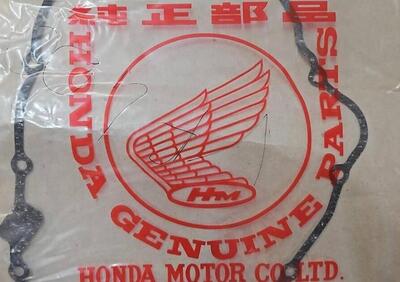 純正部品
HONDA GENUINE PARTS
HM
HONDA MOTOR CO., LTD.